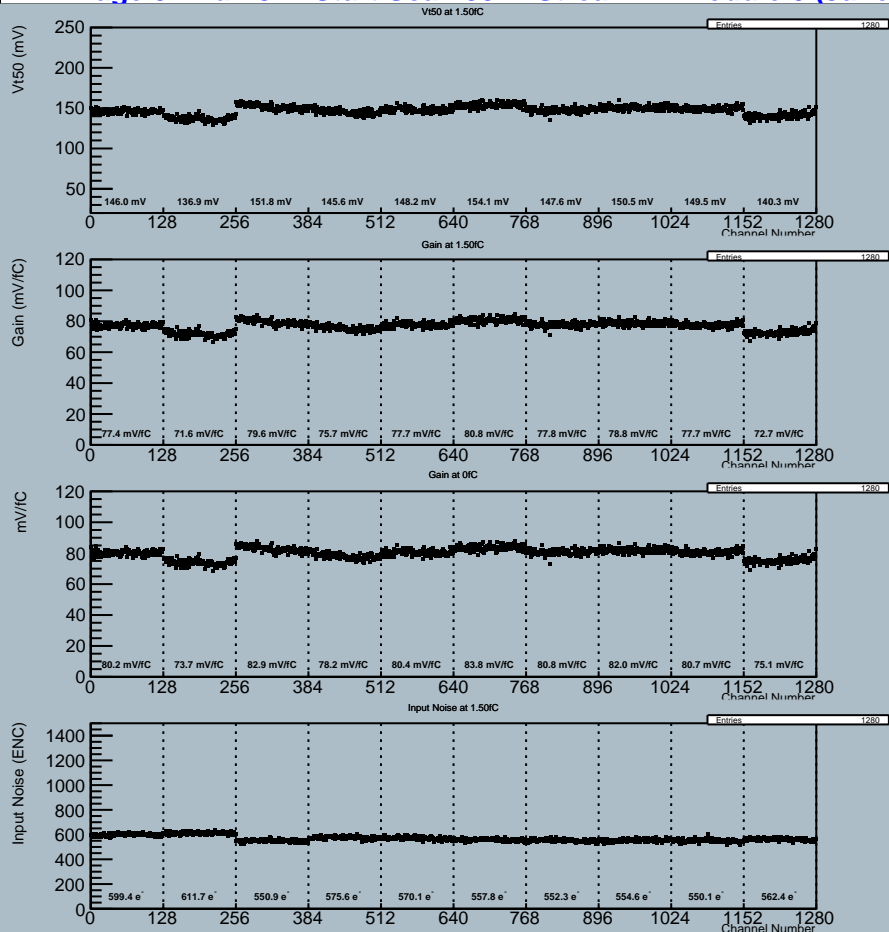 Vt50 at 1.50fC
Entries 1280
Vt50 (mV)
250
200
150
100
50
146.0 mV 136.9 mV 151.8 mV 145.6 mV 148.2 mV 154.1 mV 147.6 mV 150.5 mV 149.5 mV 140.3 mV
0 128 256 384 512 640 768 896 1024 1152 1280
Channel Number
Gain at 1.50fC
Entries 1280
Gain (mV/fC)
120
100
80
60
40
20
0
77.4 mV/fC 71.6 mV/fC 79.6 mV/fC 75.7 mV/fC 77.7 mV/fC 80.8 mV/fC 77.8 mV/fC 78.8 mV/fC 77.7 mV/fC 72.7 mV/fC
0 128 256 384 512 640 768 896 1024 1152 1280
Channel Number
Gain at 0fC
Entries 1280
mV/fC
120
100
80
60
40
20
0
80.2 mV/fC 73.7 mV/fC 82.9 mV/fC 78.2 mV/fC 80.4 mV/fC 83.8 mV/fC 80.8 mV/fC 82.0 mV/fC 80.7 mV/fC 75.1 mV/fC
0 128 256 384 512 640 768 896 1024 1152 1280
Channel Number
Input Noise at 1.50fC
Entries 1280
Input Noise (ENC)
1400
1200
1000
800
600
400
200
0
599.4 e⁻ 611.7 e⁻ 550.9 e⁻ 575.6 e⁻ 570.1 e⁻ 557.8 e⁻ 552.3 e⁻ 554.6 e⁻ 550.1 e⁻ 562.4 e⁻
0 128 256 384 512 640 768 896 1024 1152 1280
Channel Number